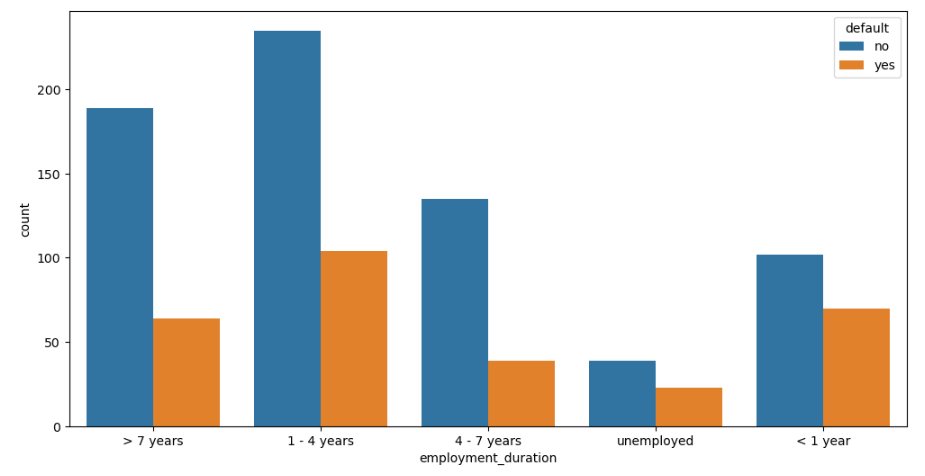 default
no
yes
200
150
100
50
0
count
> 7 years
1 - 4 years
4 - 7 years
unemployed
< 1 year
employment_duration